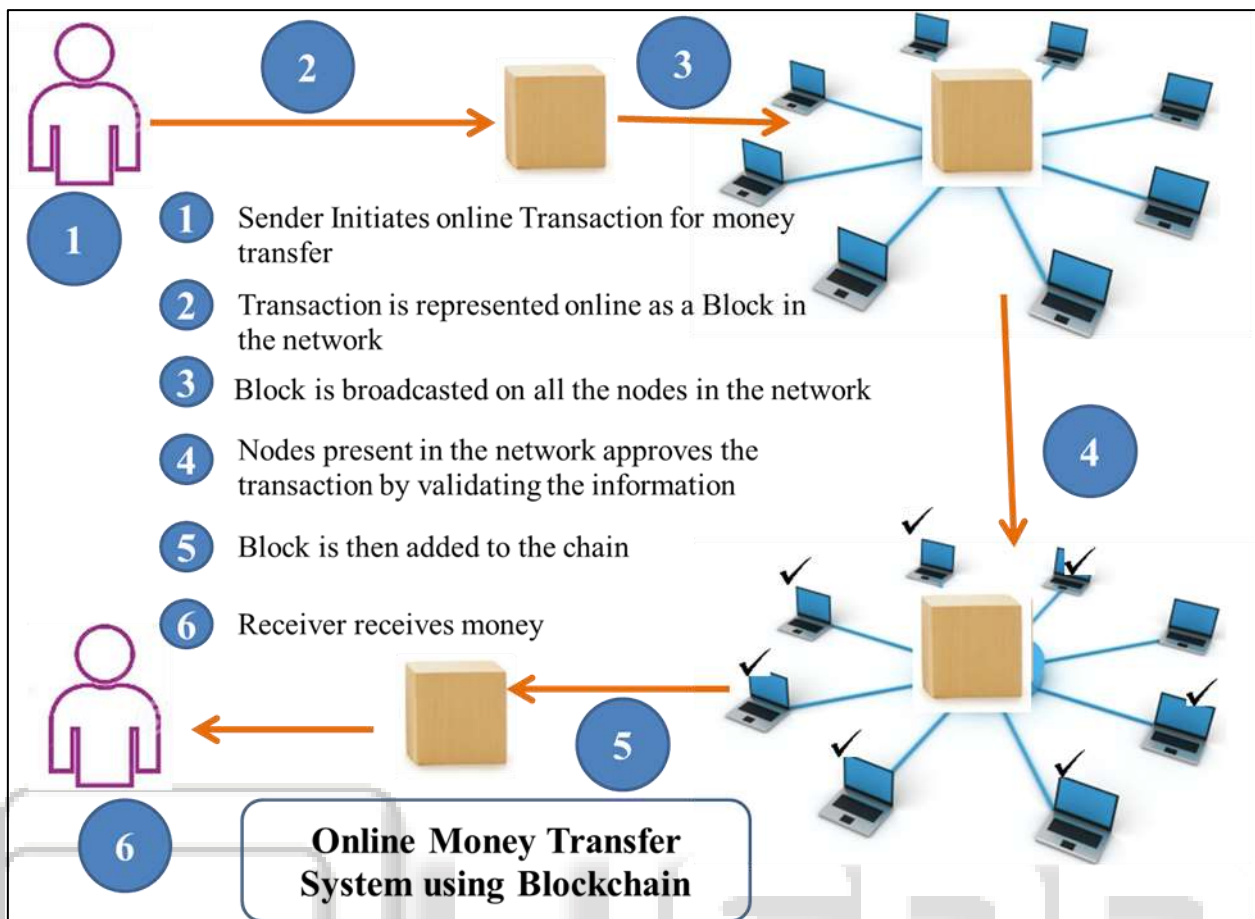 2
3
1
1 Sender Initiates online Transaction for money
transfer
2 Transaction is represented online as a Block in
the network
3 Block is broadcasted on all the nodes in the network
4 Nodes present in the network approves the
transaction by validating the information
4
5 Block is then added to the chain
6 Receiver receives money
5
6
Online Money Transfer
System using Blockchain